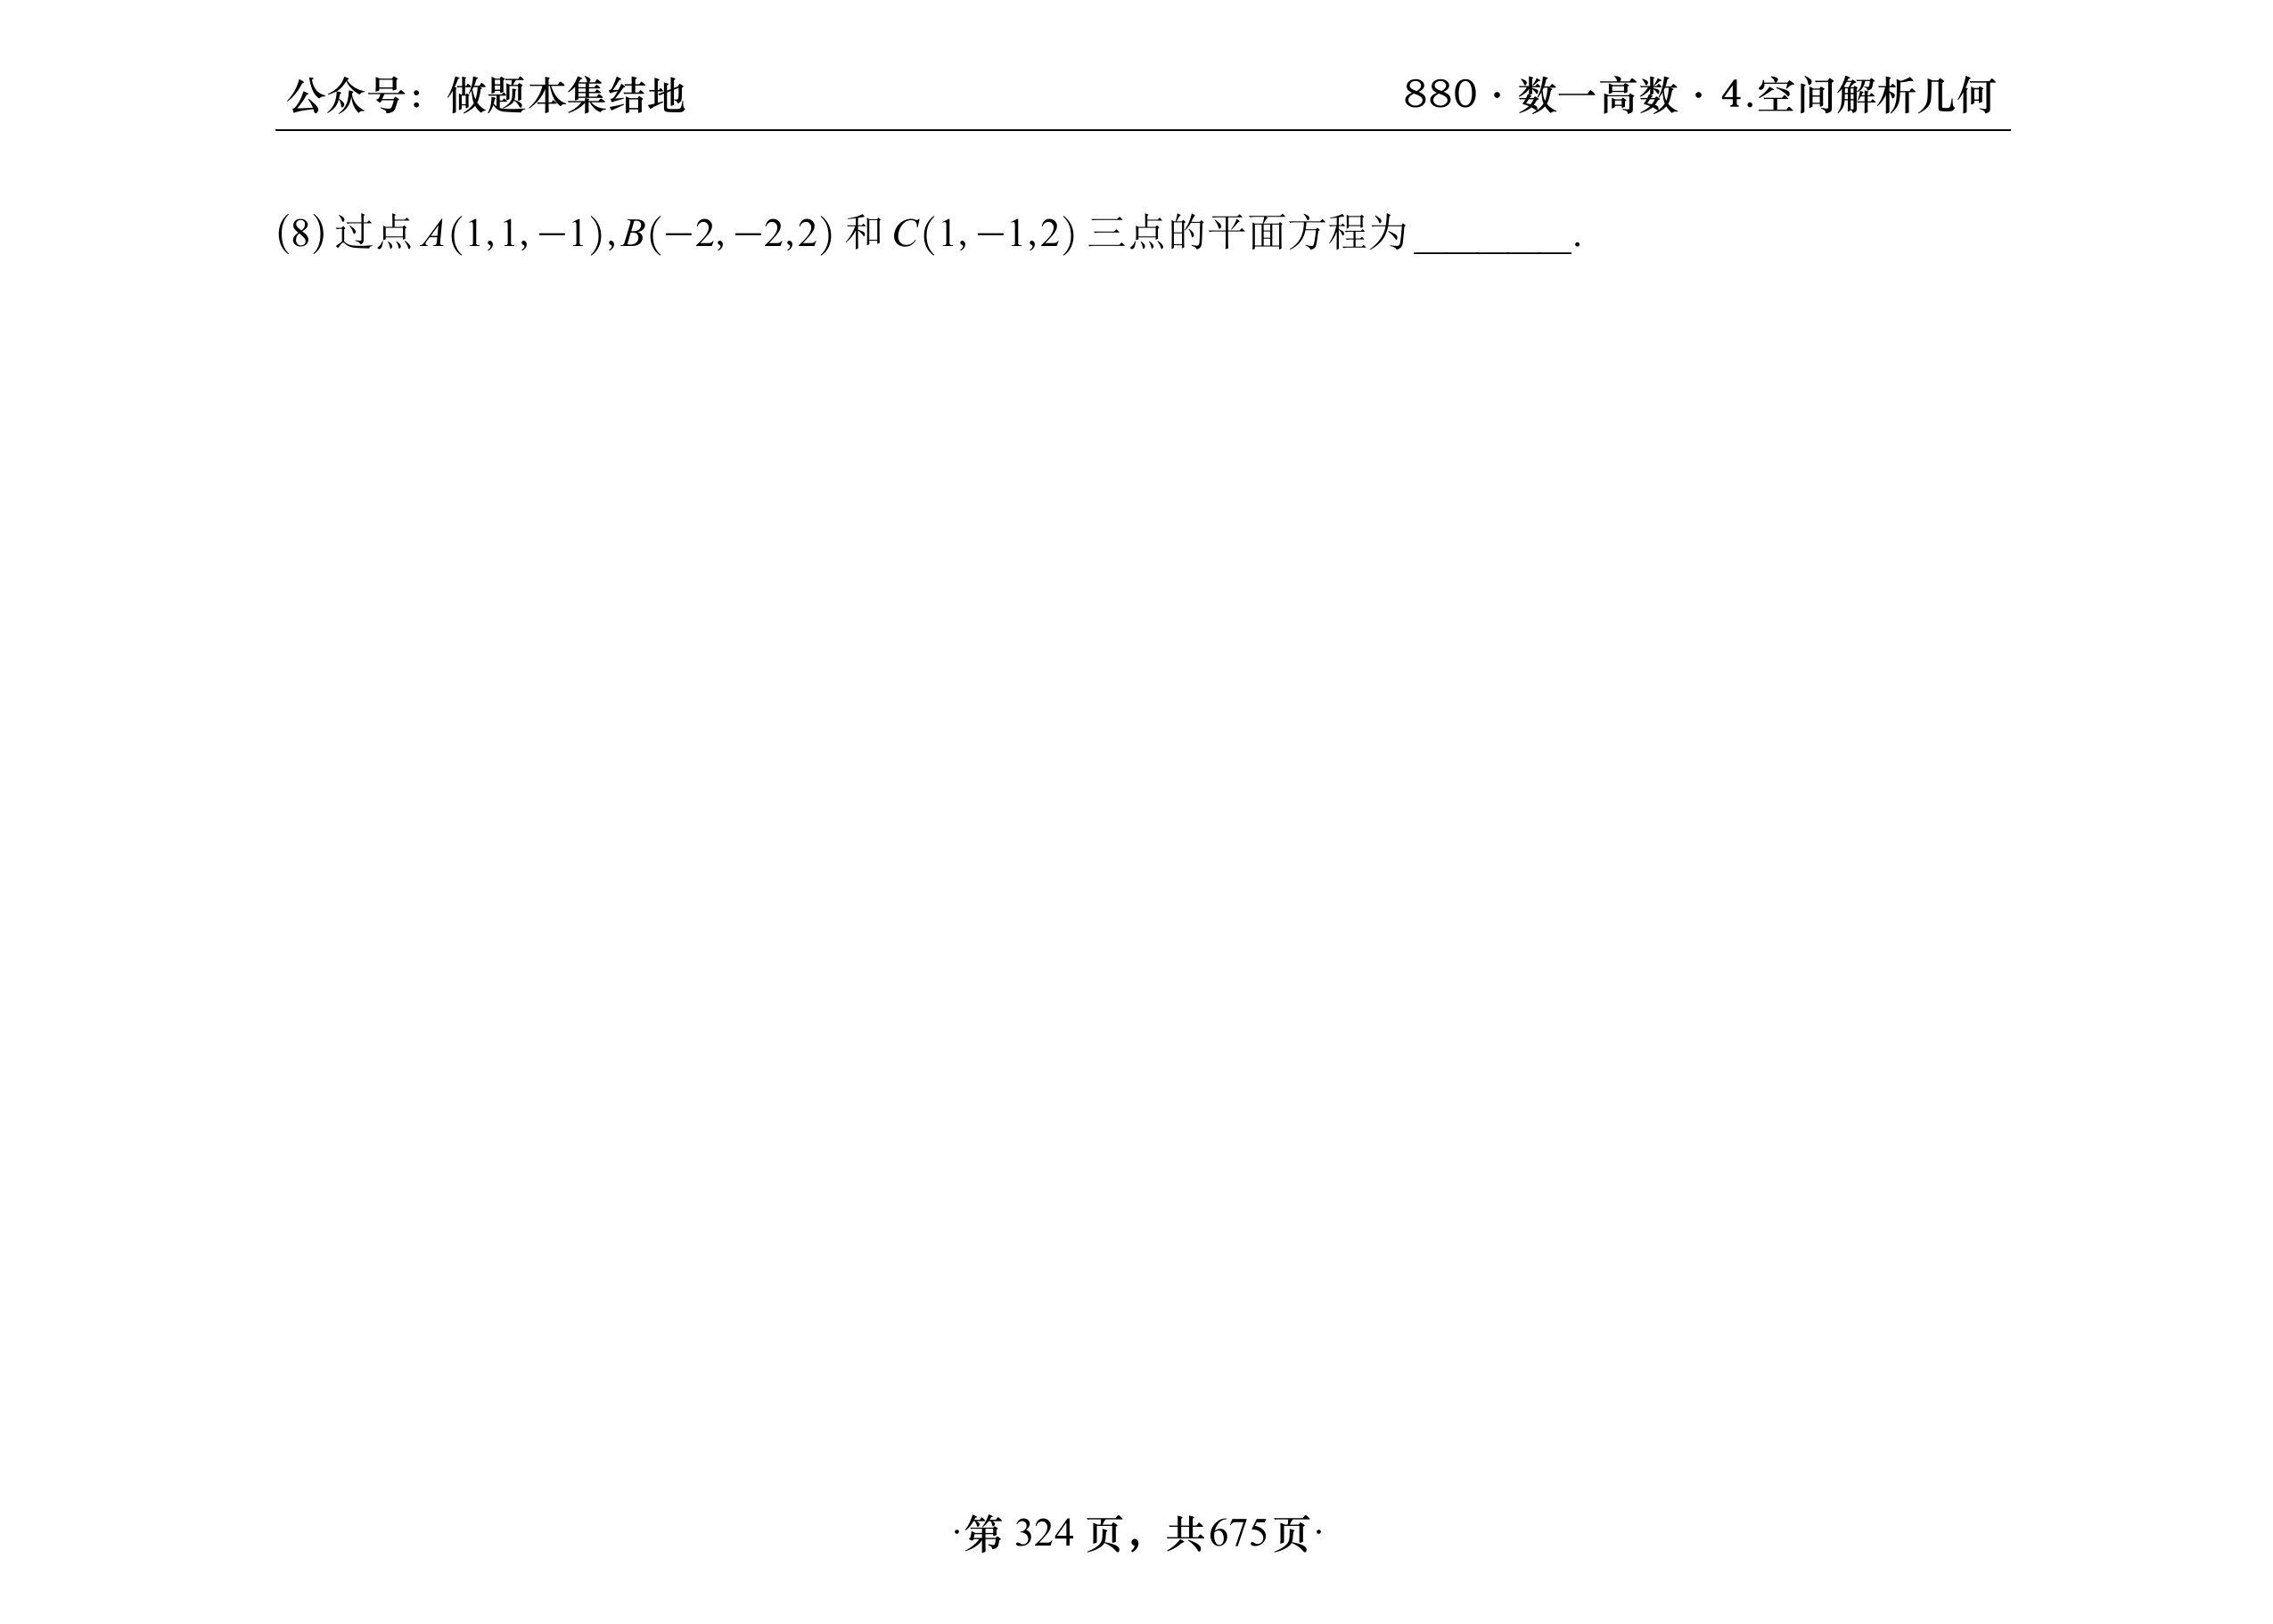 公众号：做题本集结地
880 · 数一高数 · 4.空间解析几何
(8) 过点 A(1,1,−1),B(−2,−2,2) 和 C(1,−1,2) 三点的平面方程为________.
·第 324 页，共675页·